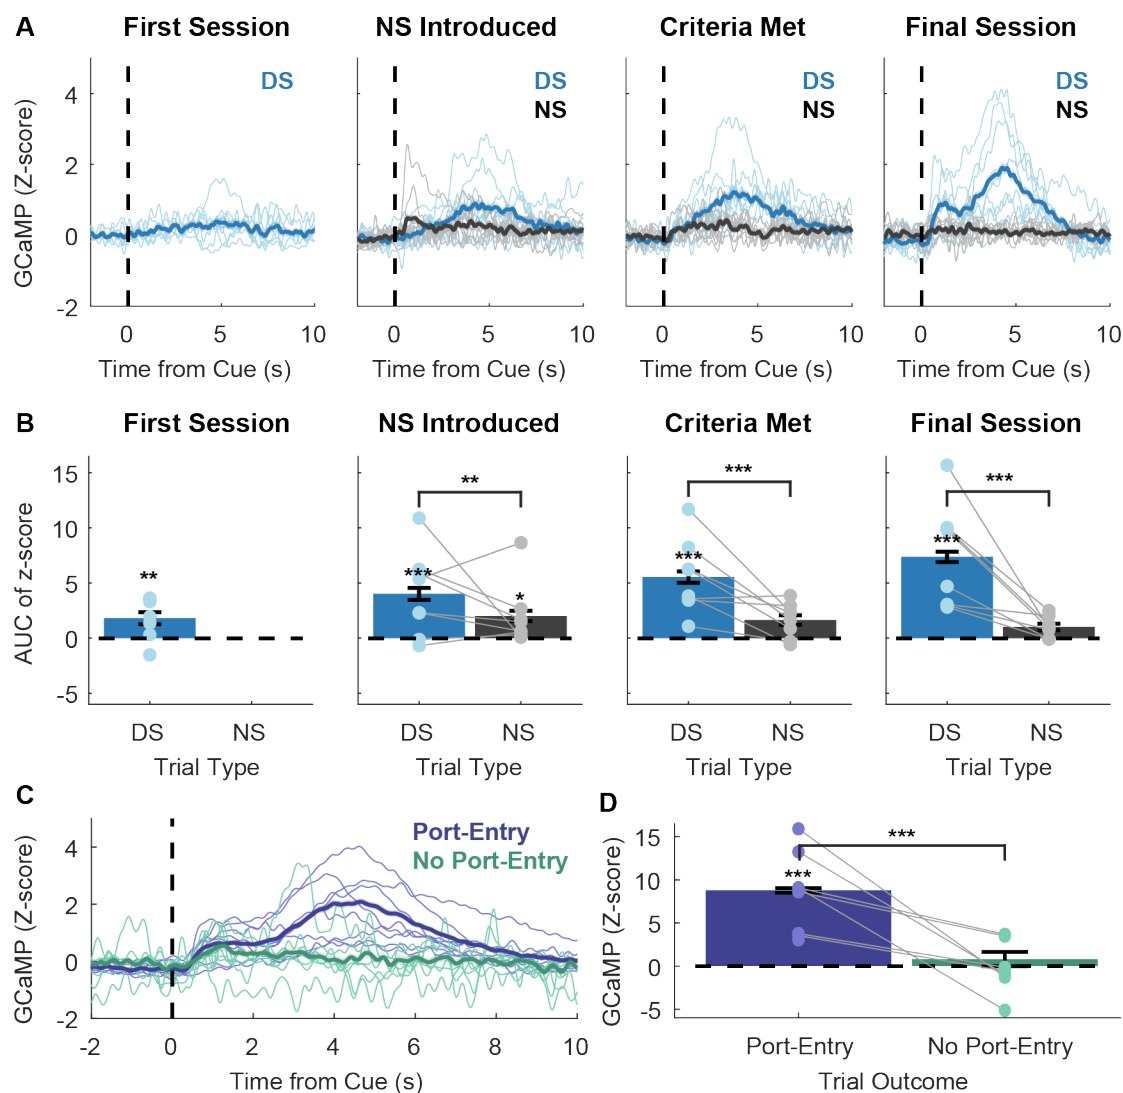 A
First Session
NS Introduced
Criteria Met
Final Session
DS
DS
NS
DS
NS
DS
NS
GCaMP (Z-score)
4
2
0
-2
0
5
10
0
5
10
0
5
10
0
5
10
Time from Cue (s)
Time from Cue (s)
Time from Cue (s)
Time from Cue (s)
B
First Session
NS Introduced
Criteria Met
Final Session
AUC of z-score
15
10
5
0
-5
**
**
***
*
***
***
***
***
DS
NS
DS
NS
DS
NS
DS
NS
Trial Type
Trial Type
Trial Type
Trial Type
C
Port-Entry
No Port-Entry
GCaMP (Z-score)
4
2
0
-2
-2
0
2
4
6
8
10
Time from Cue (s)
D
GCaMP (Z-score)
15
10
5
0
-5
***
***
Port-Entry
No Port-Entry
Trial Outcome